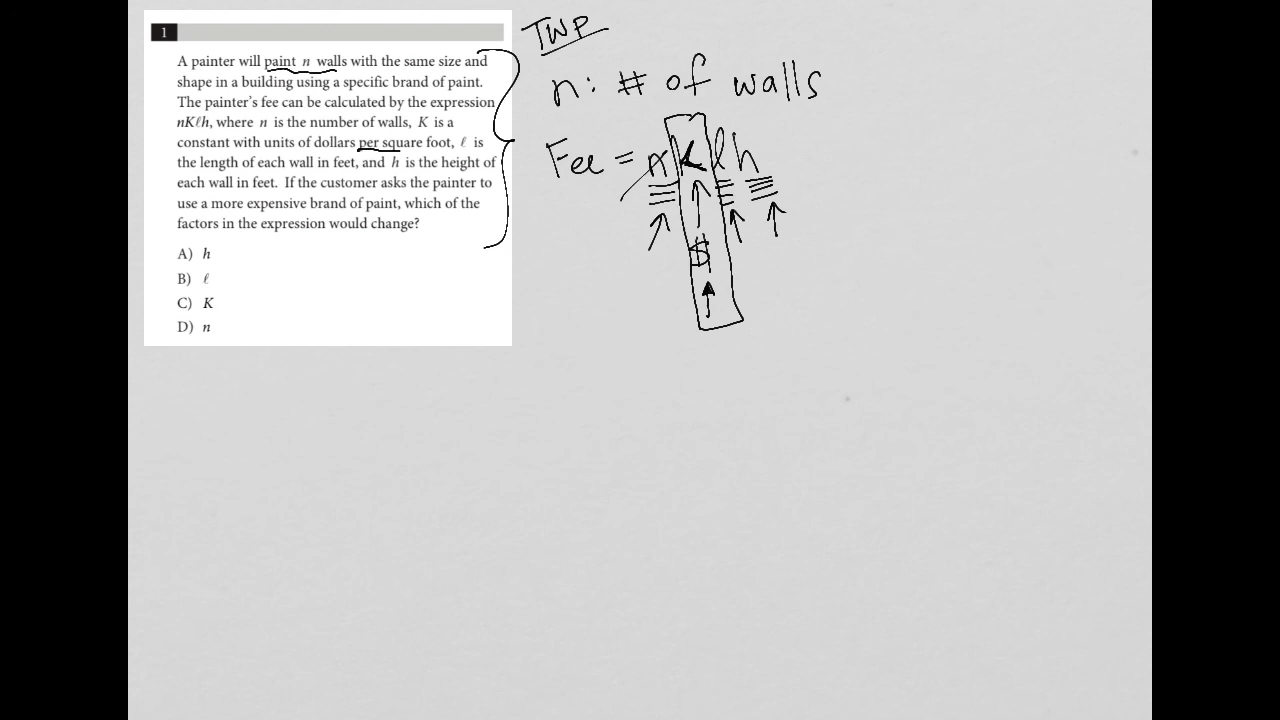 1
A painter will paint n walls with the same size and
shape in a building using a specific brand of paint.
The painter's fee can be calculated by the expression
nKℓh, where n is the number of walls, K is a
constant with units of dollars per square foot, ℓ is
the length of each wall in feet, and h is the height of
each wall in feet. If the customer asks the painter to
use a more expensive brand of paint, which of the
factors in the expression would change?
A) h
B) ℓ
C) K
D) n
TWP
n: # of walls
Fee = nKℓh
$